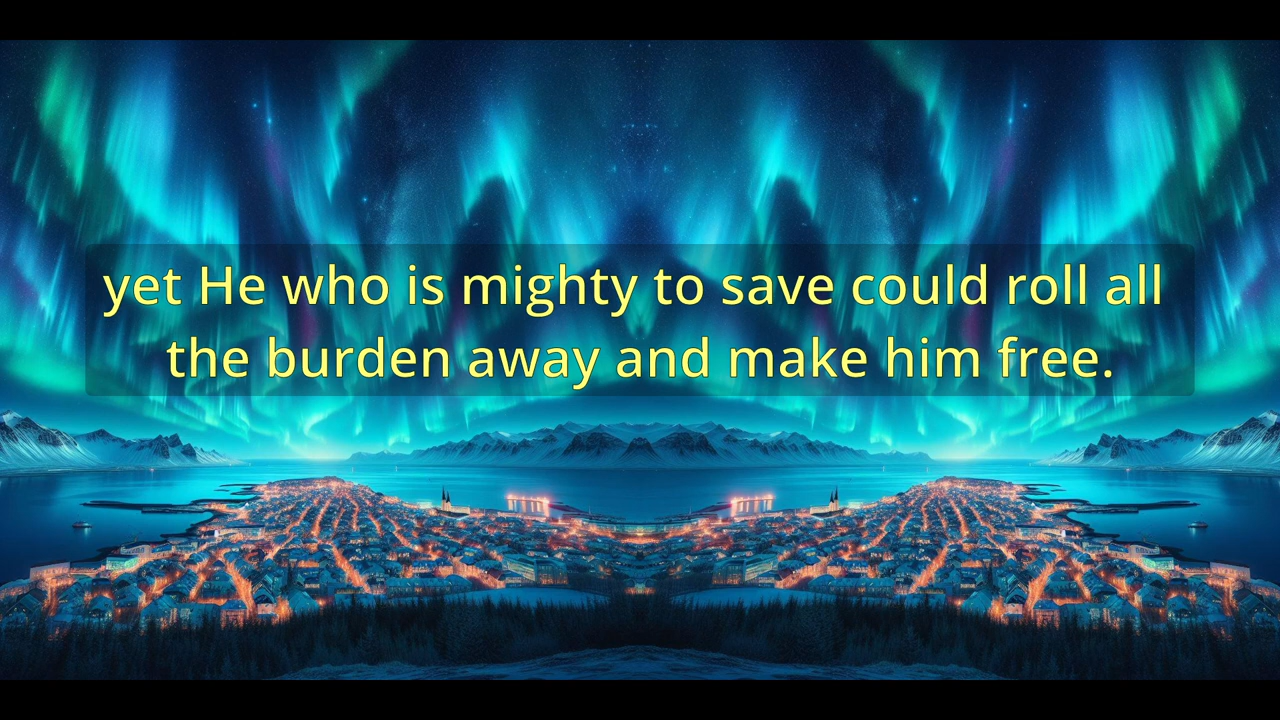 yet He who is mighty to save could roll all
the burden away and make him free.